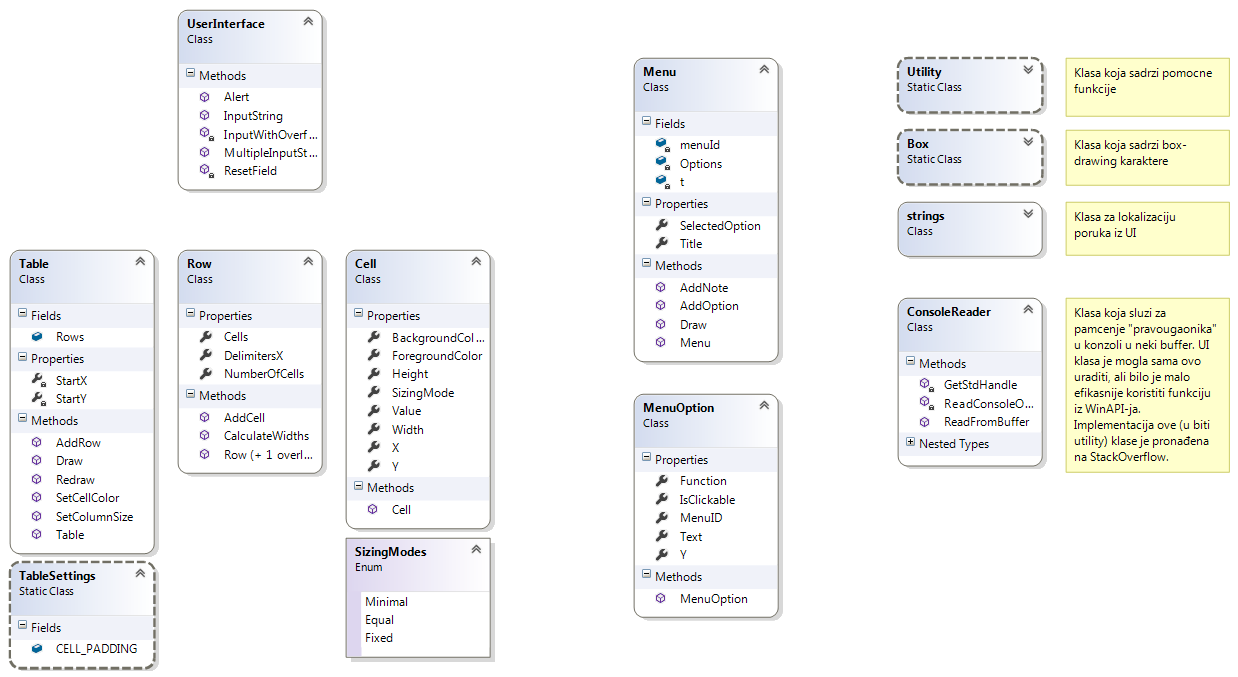 UserInterface
Class
Methods
Alert
InputString
InputWithOverf...
MultipleInputSt...
ResetField
Table
Class
Fields
Rows
Properties
StartX
StartY
Methods
AddRow
Draw
Redraw
SetCellColor
SetColumnSize
Table
TableSettings
Static Class
Fields
CELL_PADDING
Row
Class
Properties
Cells
DelimitersX
NumberOfCells
Methods
AddCell
CalculateWidths
Row (+ 1 overl...
Cell
Class
Properties
BackgroundCol...
ForegroundColor
Height
SizingMode
Value
Width
X
Y
Methods
Cell
SizingModes
Enum
Minimal
Equal
Fixed
Menu
Class
Fields
menuId
Options
t
Properties
SelectedOption
Title
Methods
AddNote
AddOption
Draw
Menu
MenuOption
Class
Properties
Function
IsClickable
MenuID
Text
Y
Methods
MenuOption
Utility
Static Class
Klasa koja sadrzi pomocne
funkcije
Box
Static Class
Klasa koja sadrzi box-
drawing karaktere
strings
Class
Klasa za lokalizaciju
poruka iz UI
ConsoleReader
Class
Methods
GetStdHandle
ReadConsoleO...
ReadFromBuffer
Nested Types
Klasa koja sluzi za
pamcenje "pravougaonika"
u konzoli u neki buffer. UI
klasa je mogla sama ovo
uraditi, ali bilo je malo
efikasnije koristiti funkciju
iz WinAPI-ja.
Implementacija ove (u biti
utility) klase je pronađena
na StackOverflow.